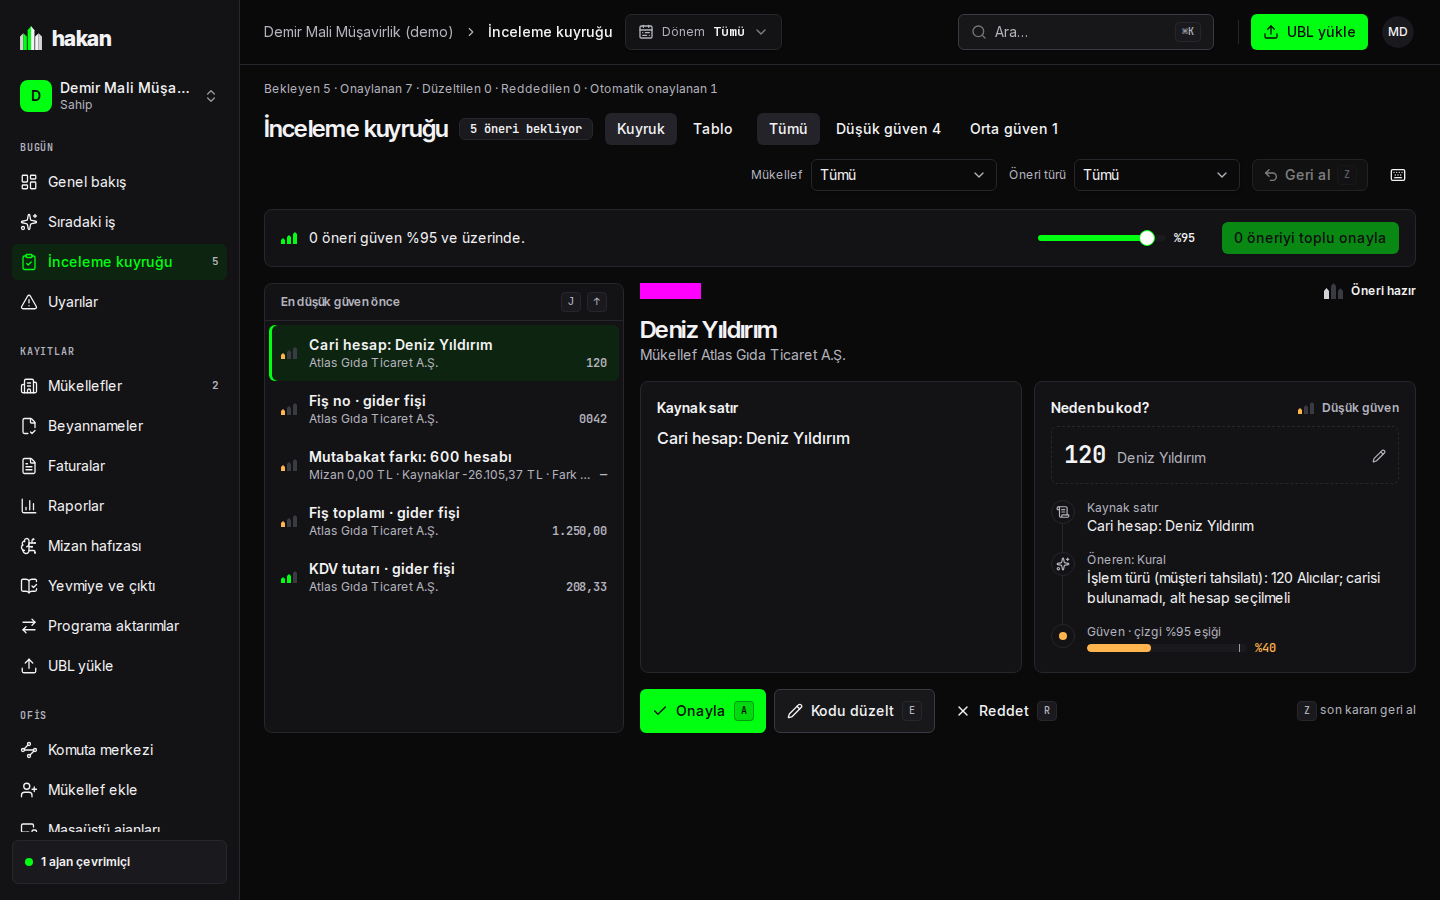 hakan
Demir Mali Müşa...
Sahip
BUGÜN
Genel bakış
Sıradaki iş
İnceleme kuyruğu 5
Uyarılar
KAYITLAR
Mükellefler 2
Beyannameler
Faturalar
Raporlar
Mizan hafızası
Yevmiye ve çıktı
Programa aktarımlar
UBL yükle
OFİS
Komuta merkezi
Mükellef ekle
Masaüstü ajanları
1 ajan çevrimiçi
Demir Mali Müşavirlik (demo) > İnceleme kuyruğu Dönem Tümü
Ara... ⌘K
UBL yükle
MD
Bekleyen 5 · Onaylanan 7 · Düzeltilen 0 · Reddedilen 0 · Otomatik onaylanan 1
İnceleme kuyruğu 5 öneri bekliyor Kuyruk Tablo Tümü Düşük güven 4 Orta güven 1
Mükellef Tümü Öneri türü Tümü Geri al Z
0 öneri güven %95 ve üzerinde. %95 0 öneriyi toplu onayla
En düşük güven önce J ↑
Cari hesap: Deniz Yıldırım
Atlas Gıda Ticaret A.Ş. 120
Fiş no · gider fişi
Atlas Gıda Ticaret A.Ş. 0042
Mutabakat farkı: 600 hesabı
Mizan 0,00 TL · Kaynaklar -26.105,37 TL · Fark ... —
Fiş toplamı · gider fişi
Atlas Gıda Ticaret A.Ş. 1.250,00
KDV tutarı · gider fişi
Atlas Gıda Ticaret A.Ş. 208,33
Öneri hazır
Deniz Yıldırım
Mükellef Atlas Gıda Ticaret A.Ş.
Kaynak satır
Cari hesap: Deniz Yıldırım
Neden bu kod? Düşük güven
120 Deniz Yıldırım
Kaynak satır
Cari hesap: Deniz Yıldırım
Öneren: Kural
İşlem türü (müşteri tahsilatı): 120 Alıcılar; carisi
bulunamadı, alt hesap seçilmeli
Güven · çizgi %95 eşiği
%40
Onayla A Kodu düzelt E Reddet R
Z son kararı geri al